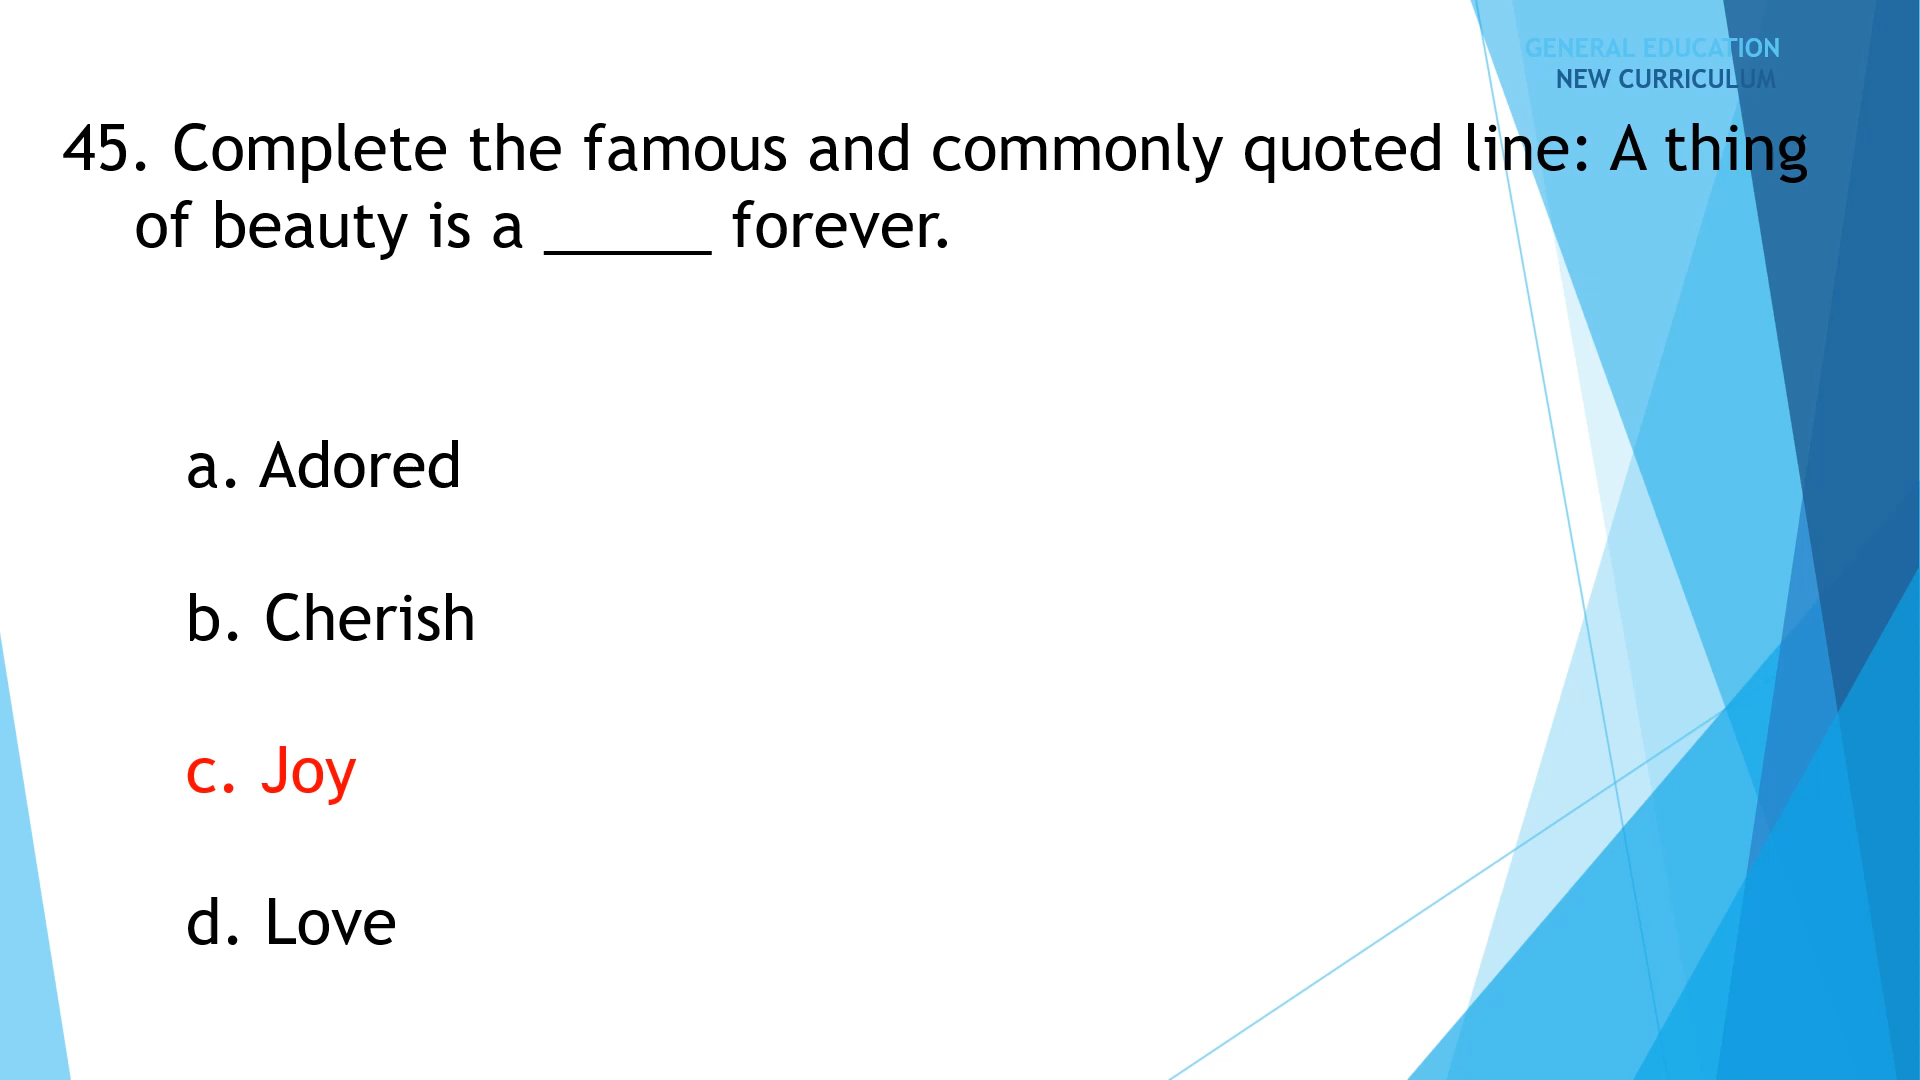 GENERAL EDUCATION
NEW CURRICULUM
45. Complete the famous and commonly quoted line: A thing
of beauty is a _____ forever.
a. Adored
b. Cherish
c. Joy
d. Love